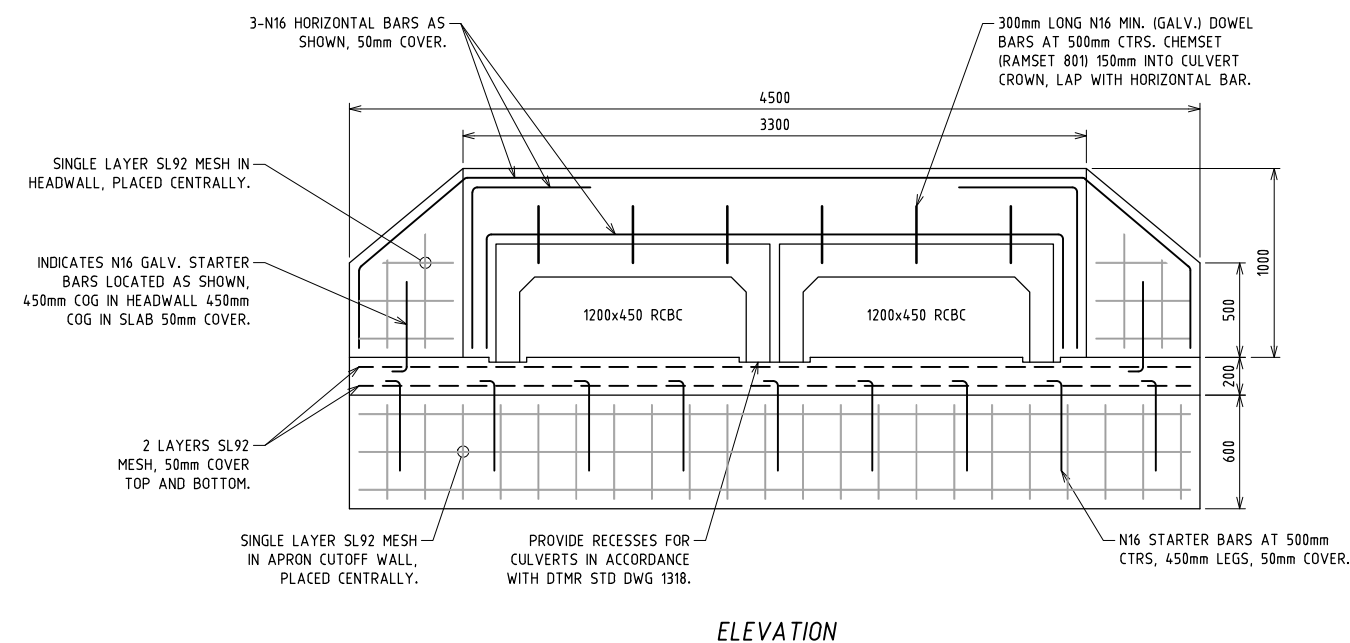 3-N16 HORIZONTAL BARS AS
SHOWN, 50mm COVER.
300mm LONG N16 MIN. (GALV.) DOWEL
BARS AT 500mm CTRS. CHEMSET
(RAMSET 801) 150mm INTO CULVERT
CROWN, LAP WITH HORIZONTAL BAR.
4500
3300
SINGLE LAYER SL92 MESH IN
HEADWALL, PLACED CENTRALLY.
INDICATES N16 GALV. STARTER
BARS LOCATED AS SHOWN,
450mm COG IN HEADWALL 450mm
COG IN SLAB 50mm COVER.
1200x450 RCBC
1200x450 RCBC
1000
500
200
600
2 LAYERS SL92
MESH, 50mm COVER
TOP AND BOTTOM.
SINGLE LAYER SL92 MESH
IN APRON CUTOFF WALL,
PLACED CENTRALLY.
PROVIDE RECESSES FOR
CULVERTS IN ACCORDANCE
WITH DTMR STD DWG 1318.
N16 STARTER BARS AT 500mm
CTRS, 450mm LEGS, 50mm COVER.
ELEVATION